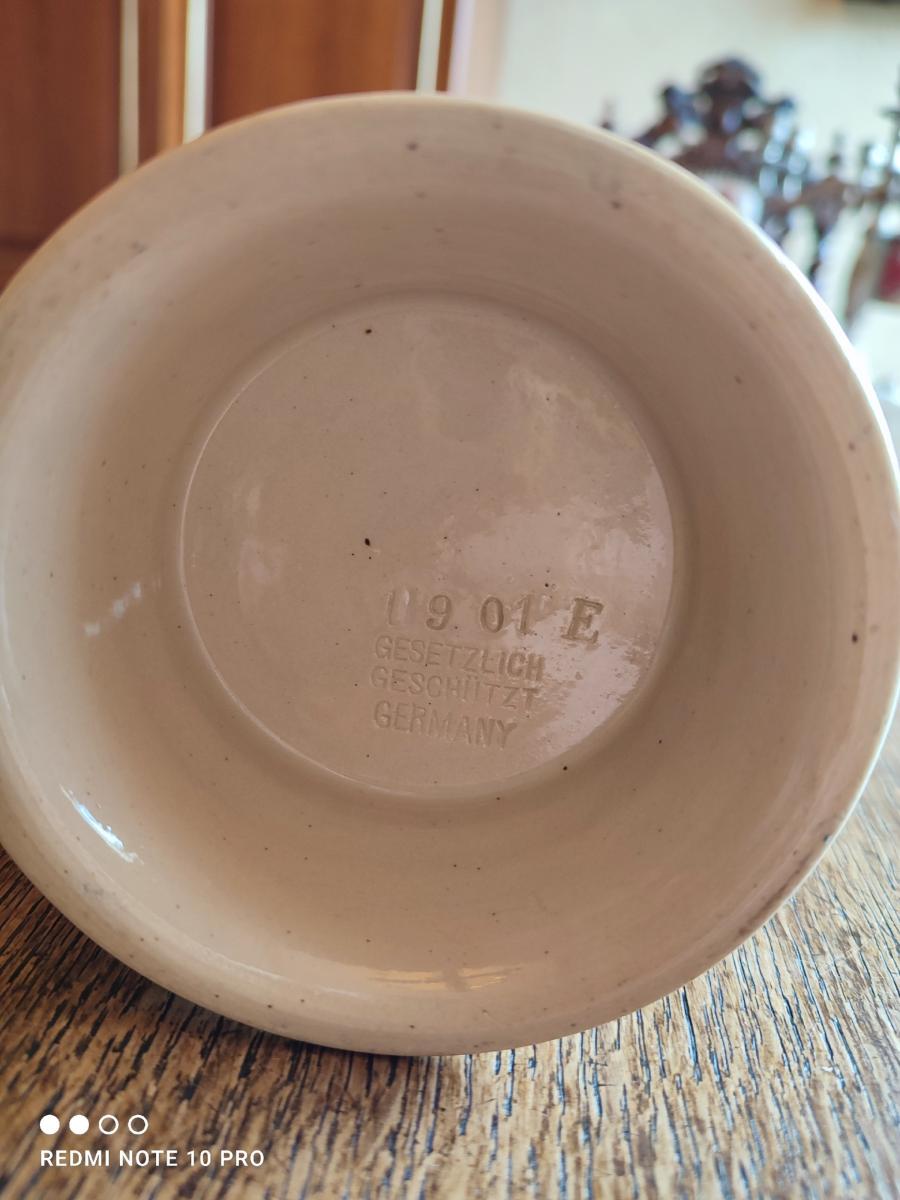 1901 E
GESETZLICH
GESCHÜTZT
GERMANY
REDMI NOTE 10 PRO